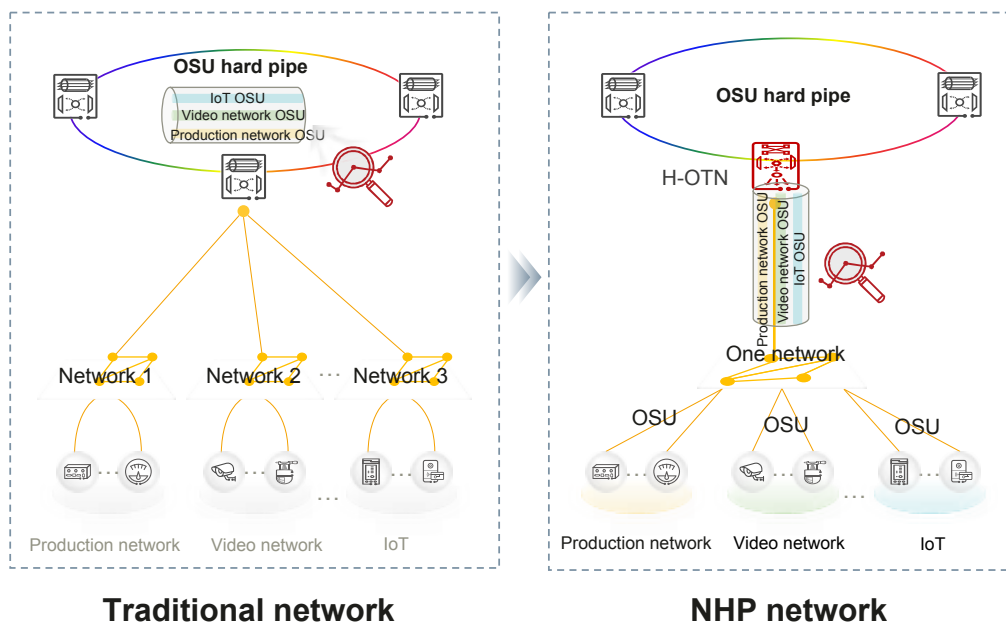 OSU hard pipe
IoT OSU
Video network OSU
Production network OSU
Network 1
Network 2
...
Network 3
...
...
...
...
Production network
Video network
IoT
Traditional network
OSU hard pipe
H-OTN
Production network OSU
Video network OSU
IoT OSU
One network
OSU
OSU
OSU
...
...
...
...
Production network
Video network
IoT
NHP network